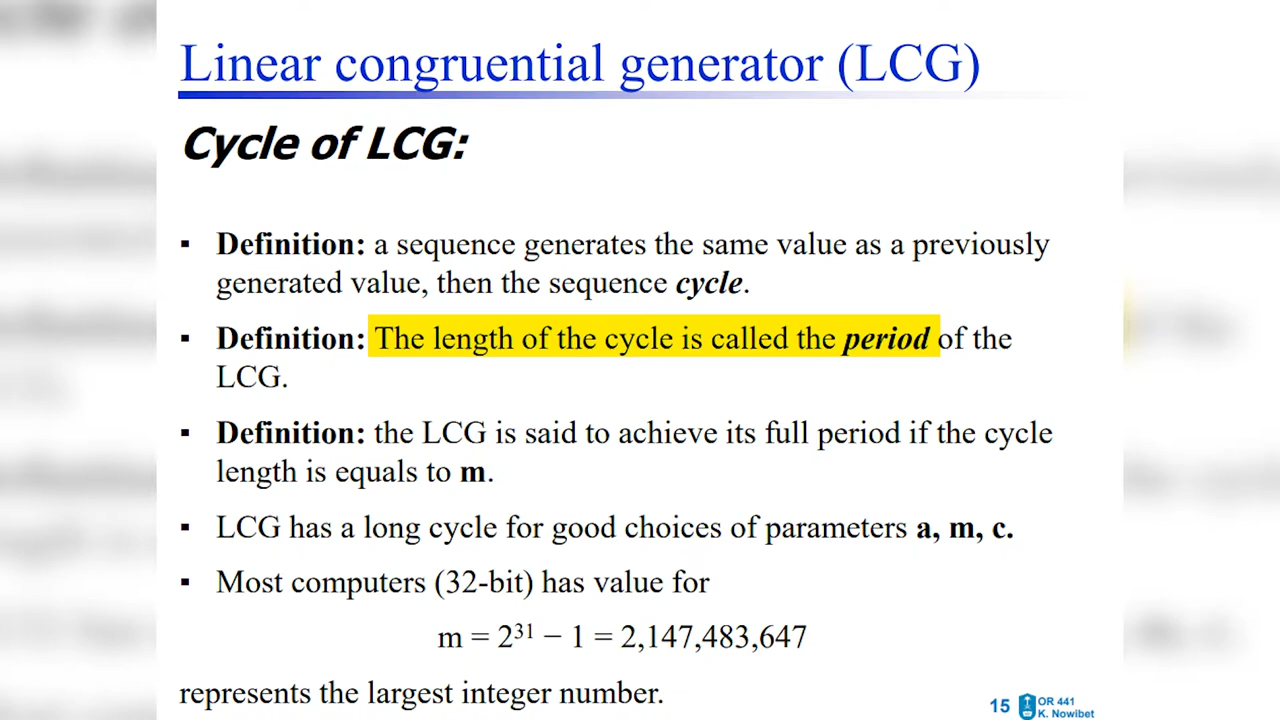 Linear congruential generator (LCG)
Cycle of LCG:
▪ Definition: a sequence generates the same value as a previously
generated value, then the sequence cycle.
▪ Definition: The length of the cycle is called the period of the
LCG.
▪ Definition: the LCG is said to achieve its full period if the cycle
length is equals to m.
▪ LCG has a long cycle for good choices of parameters a, m, c.
▪ Most computers (32-bit) has value for
m = 2³¹ − 1 = 2,147,483,647
represents the largest integer number.
15 OR 441
K. Nowibet